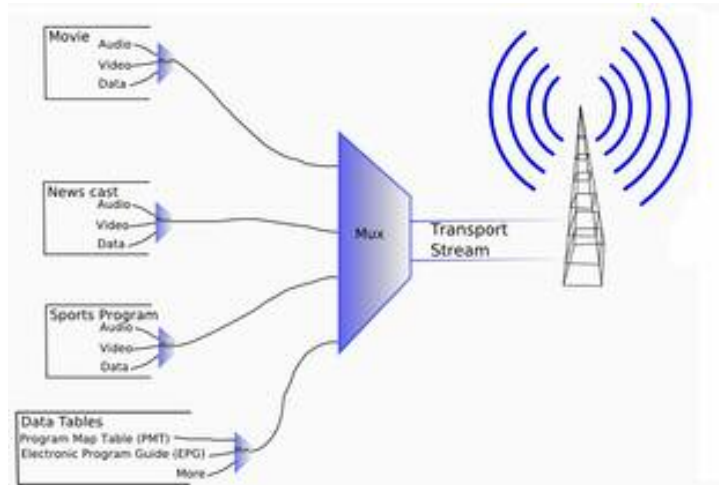 Movie
Audio
Video
Data
News cast
Audio
Video
Data
Mux
Transport
Stream
Sports Program
Audio
Video
Data
Data Tables
Program Map Table (PMT)
Electronic Program Guide (EPG)
More